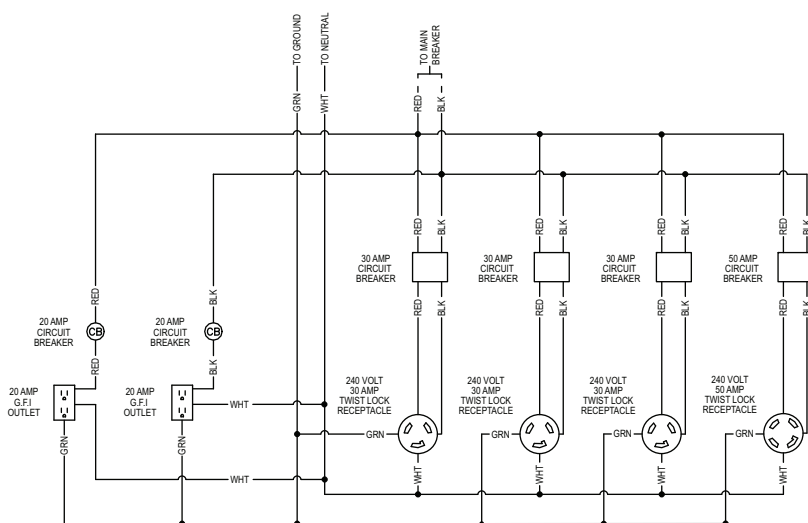 TO GROUND
TO NEUTRAL
TO MAIN
BREAKER
GRN
WHT
RED
BLK
RED
BLK
RED
BLK
RED
BLK
RED
BLK
30 AMP
CIRCUIT
BREAKER
30 AMP
CIRCUIT
BREAKER
30 AMP
CIRCUIT
BREAKER
50 AMP
CIRCUIT
BREAKER
RED
BLK
RED
BLK
RED
BLK
RED
BLK
RED
BLK
20 AMP
CIRCUIT
BREAKER
CB
20 AMP
CIRCUIT
BREAKER
CB
RED
BLK
20 AMP
G.F.I
OUTLET
20 AMP
G.F.I
OUTLET
WHT
240 VOLT
30 AMP
TWIST LOCK
RECEPTACLE
240 VOLT
30 AMP
TWIST LOCK
RECEPTACLE
240 VOLT
30 AMP
TWIST LOCK
RECEPTACLE
240 VOLT
50 AMP
TWIST LOCK
RECEPTACLE
GRN
GRN
GRN
GRN
GRN
GRN
WHT
WHT
WHT
WHT
WHT